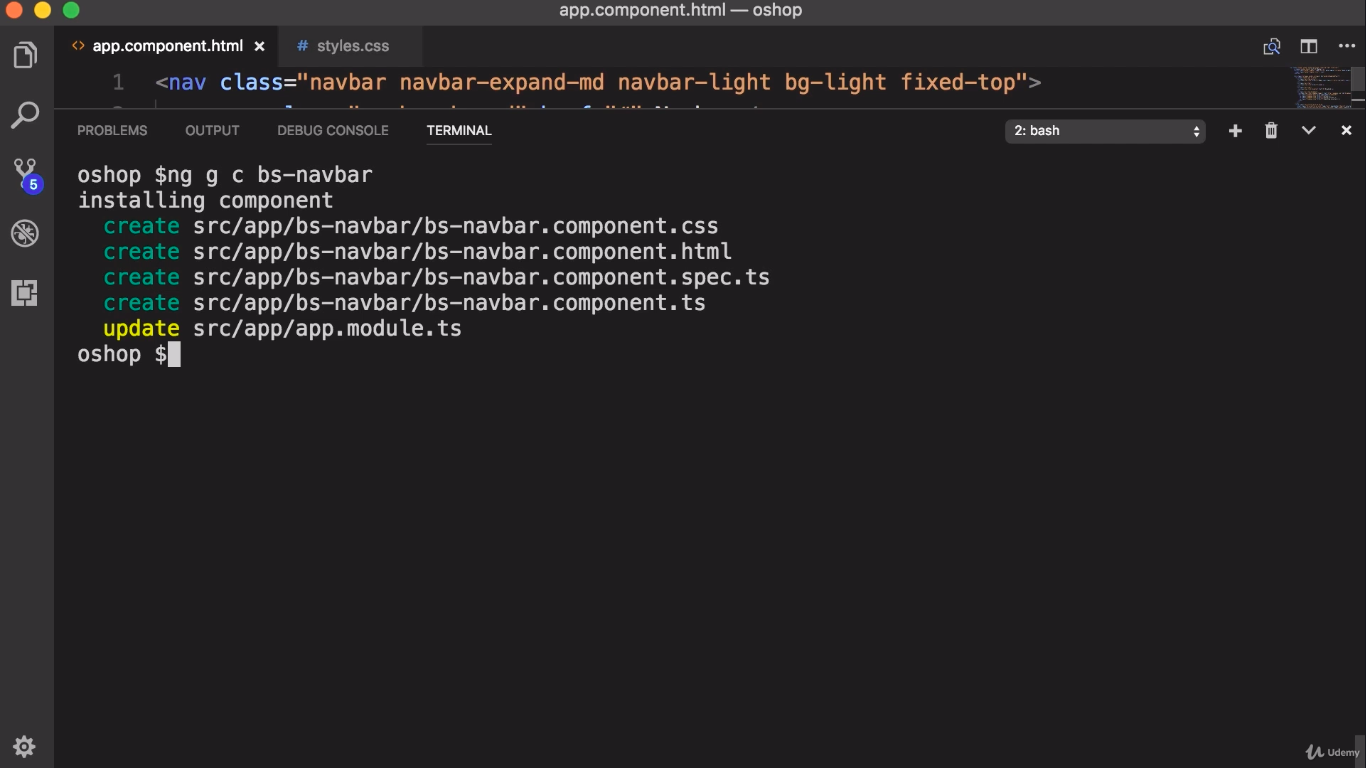 app.component.html — oshop
<> app.component.html ×
# styles.css
1 <nav class="navbar navbar-expand-md navbar-light bg-light fixed-top">
PROBLEMS OUTPUT DEBUG CONSOLE TERMINAL 2: bash
oshop $ng g c bs-navbar
installing component
create src/app/bs-navbar/bs-navbar.component.css
create src/app/bs-navbar/bs-navbar.component.html
create src/app/bs-navbar/bs-navbar.component.spec.ts
create src/app/bs-navbar/bs-navbar.component.ts
update src/app/app.module.ts
oshop $
5
Udemy